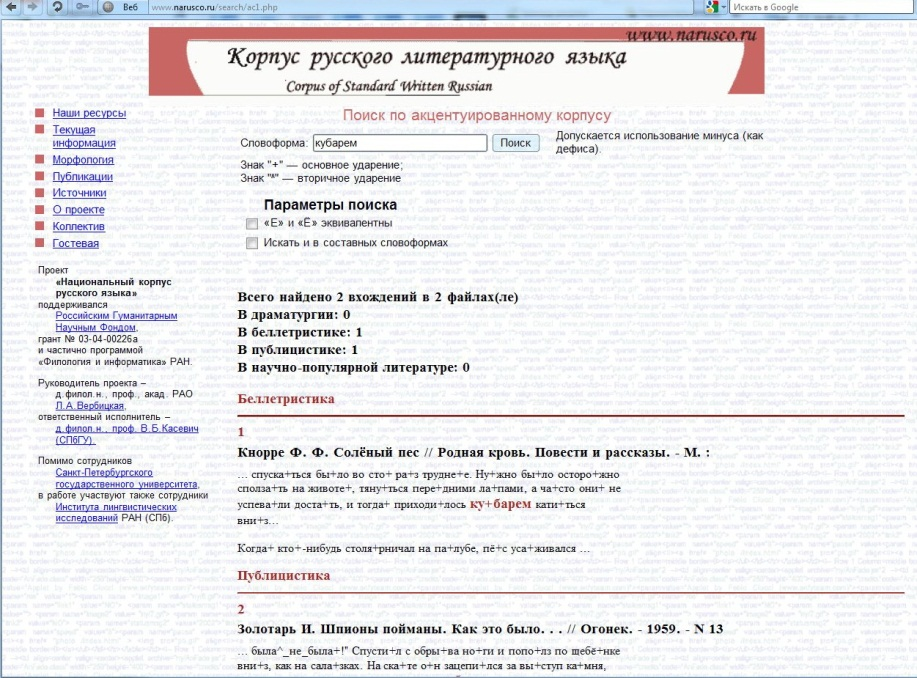 Веб
www.narusco.ru/search/ac1.php
Искать в Google
www.narusco.ru
Корпус русского литературного языка
Corpus of Standard Written Russian
Наши ресурсы
Текущая
информация
Морфология
Публикации
Источники
О проекте
Коллектив
Гостевая
Проект
«Национальный корпус
русского языка»
поддерживался
Российским Гуманитарным
Научным Фондом,
грант № 03-04-00226а
и частично программой
«Филология и информатика» РАН.
Руководитель проекта –
д.филол.н., проф., акад. РАО
Л.А.Вербицкая,
ответственный исполнитель –
д.филол.н., проф. В.Б.Касевич
(СПбГУ).
Помимо сотрудников
Санкт-Петербургского
государственного университета,
в работе участвуют также сотрудники
Института лингвистических
исследований РАН (СПб).
Поиск по акцентуированному корпусу
Словоформа: кубарем Поиск Допускается использование минуса (как
дефиса).
Знак "+" — основное ударение;
Знак "^" — вторичное ударение
Параметры поиска
«Е» и «Ё» эквивалентны
Искать и в составных словоформах
Всего найдено 2 вхождений в 2 файлах(ле)
В драматургии: 0
В беллетристике: 1
В публицистике: 1
В научно-популярной литературе: 0
Беллетристика
1
Кнорре Ф. Ф. Солёный пес // Родная кровь. Повести и рассказы. - М. :
... спуска+ться бы+ло во сто+ ра+з трудне+е. Ну+жно бы+ло осторо+жно
сполза+ть на животе+, тяну+ться пере+дними ла+пами, а ча+сто они+ не
успева+ли доста+ть, и тогда+ приходи+лось ку+барем кати+ться
вни+з...
Когда+ кто+-нибудь столя+рничал на па+лубе, пё+с уса+живался ...
Публицистика
2
Золотарь И. Шпионы пойманы. Как это было. . . // Огонек. - 1959. - N 13
... была^_не_была+!" Спусти+л с обры+ва но+ги и попо+лз по щебё+нке
вни+з, как на сала+зках. На ска+те о+н зацепи+лся за вы+ступ ка+мня,